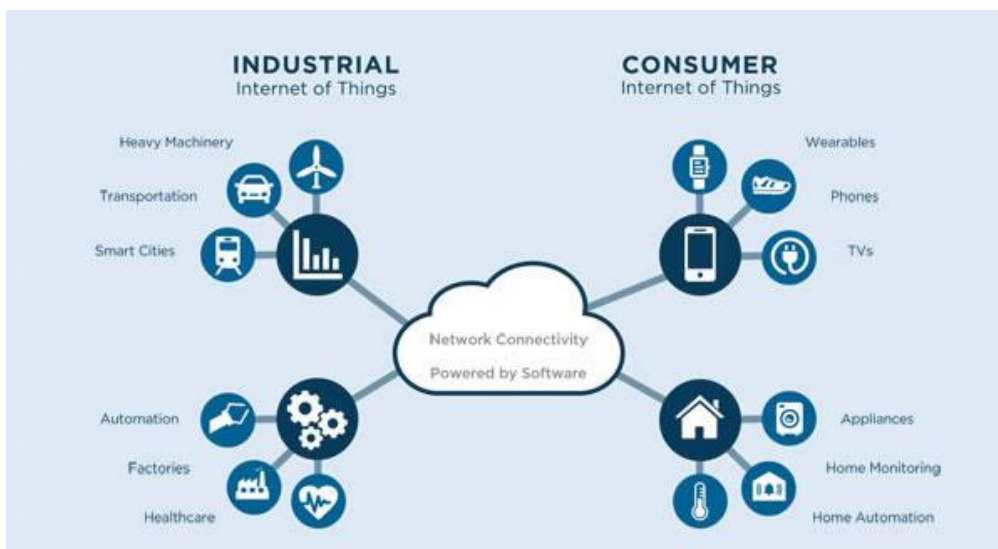 INDUSTRIAL
Internet of Things
CONSUMER
Internet of Things
Heavy Machinery
Transportation
Smart Cities
Wearables
Phones
TVs
Network Connectivity
Powered by Software
Automation
Factories
Healthcare
Appliances
Home Monitoring
Home Automation